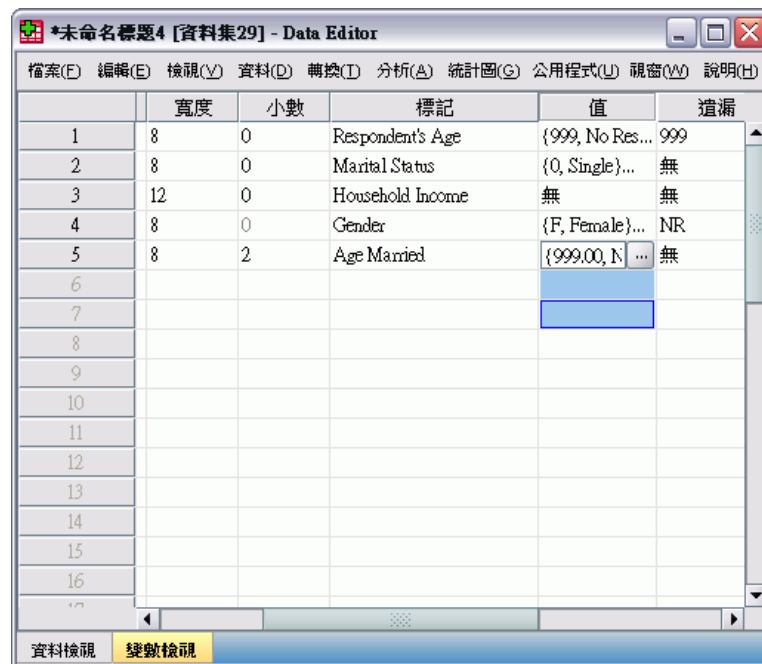 *未命名標題4 [資料集29] - Data Editor
檔案(F) 編輯(E) 檢視(V) 資料(D) 轉換(T) 分析(A) 統計圖(G) 公用程式(U) 視窗(W) 說明(H)
寬度 小數 標記 值 遺漏
1 8 0 Respondent's Age {999, No Res... 999
2 8 0 Marital Status {0, Single}... 無
3 12 0 Household Income 無 無
4 8 0 Gender {F, Female}... NR
5 8 2 Age Married {999.00, N ... 無
6
7
8
9
10
11
12
13
14
15
16
資料檢視 變數檢視